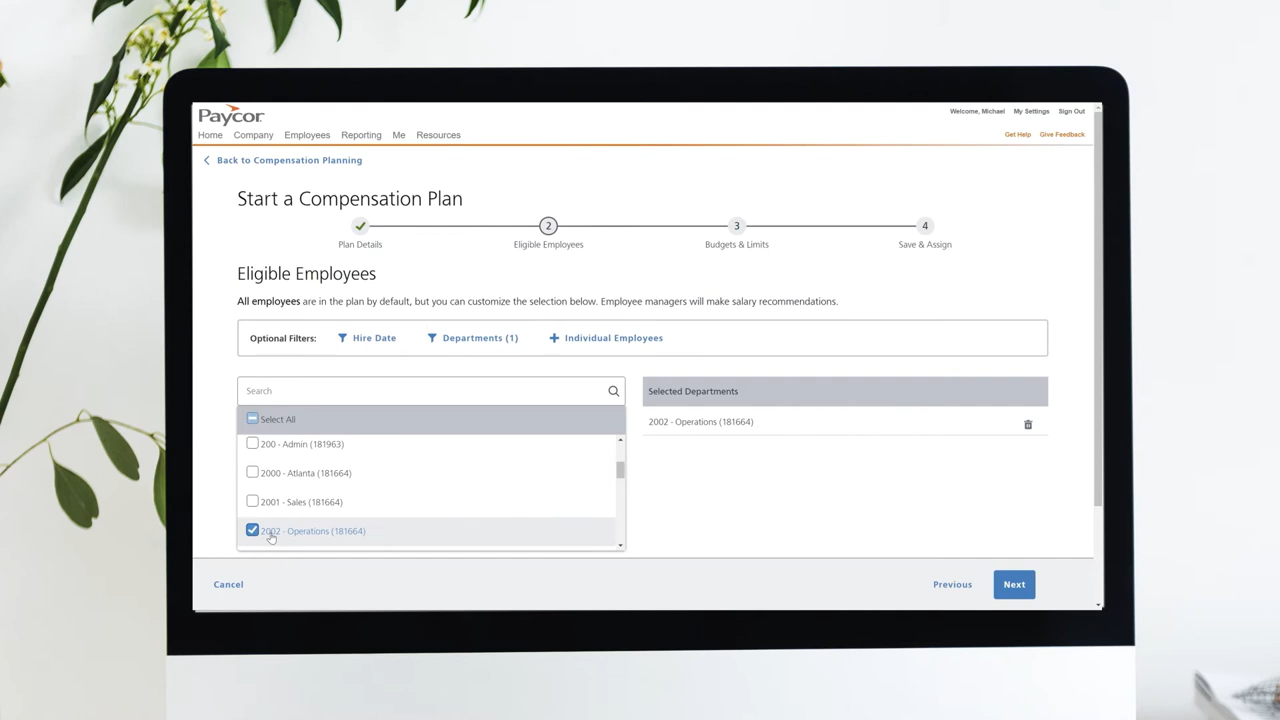 Paycor
Welcome, Michael My Settings Sign Out
Home Company Employees Reporting Me Resources
Get Help Give Feedback
Back to Compensation Planning
Start a Compensation Plan
2 3 4
Plan Details Eligible Employees Budgets & Limits Save & Assign
Eligible Employees
All employees are in the plan by default, but you can customize the selection below. Employee managers will make salary recommendations.
Optional Filters: Hire Date Departments (1) Individual Employees
Search
Selected Departments
Select All
2002 - Operations (181664)
200 - Admin (181963)
2000 - Atlanta (181664)
2001 - Sales (181664)
2002 - Operations (181664)
Cancel Previous Next